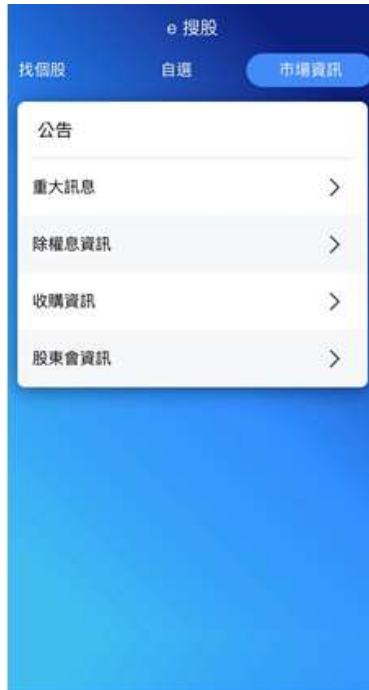 e 搜股
找個股 自選 市場資訊
公告
重大訊息
除權息資訊
收購資訊
股東會資訊